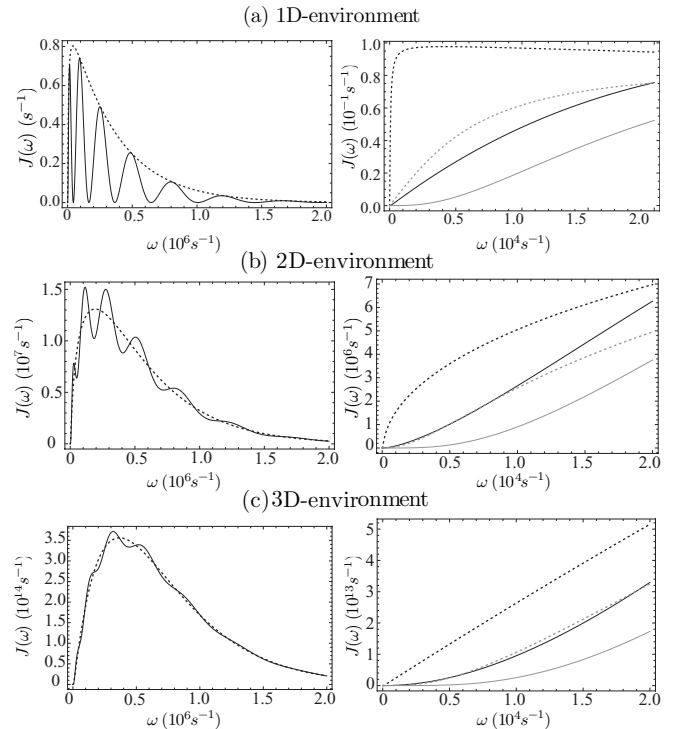 (a) 1D-environment
J(ω) (s⁻¹)
0.8
0.6
0.4
0.2
0.0
0 0.5 1.0 1.5 2.0
ω (10⁶s⁻¹)
J(ω) (10⁻¹s⁻¹)
1.0
0.8
0.6
0.4
0.2
0.0
0 0.5 1.0 1.5 2.0
ω (10⁴s⁻¹)
(b) 2D-environment
J(ω) (10⁷s⁻¹)
1.5
1.0
0.5
0
0 0.5 1.0 1.5 2.0
ω (10⁶s⁻¹)
J(ω) (10⁶s⁻¹)
7
6
5
4
3
2
1
0
0 0.5 1.0 1.5 2.0
ω (10⁴s⁻¹)
(c) 3D-environment
J(ω) (10¹⁴s⁻¹)
3.5
3.0
2.5
2.0
1.5
1.0
0.5
0
0 0.5 1.0 1.5 2.0
ω (10⁶s⁻¹)
J(ω) (10¹³s⁻¹)
5
4
3
2
1
0
0 0.5 1.0 1.5 2.0
ω (10⁴s⁻¹)